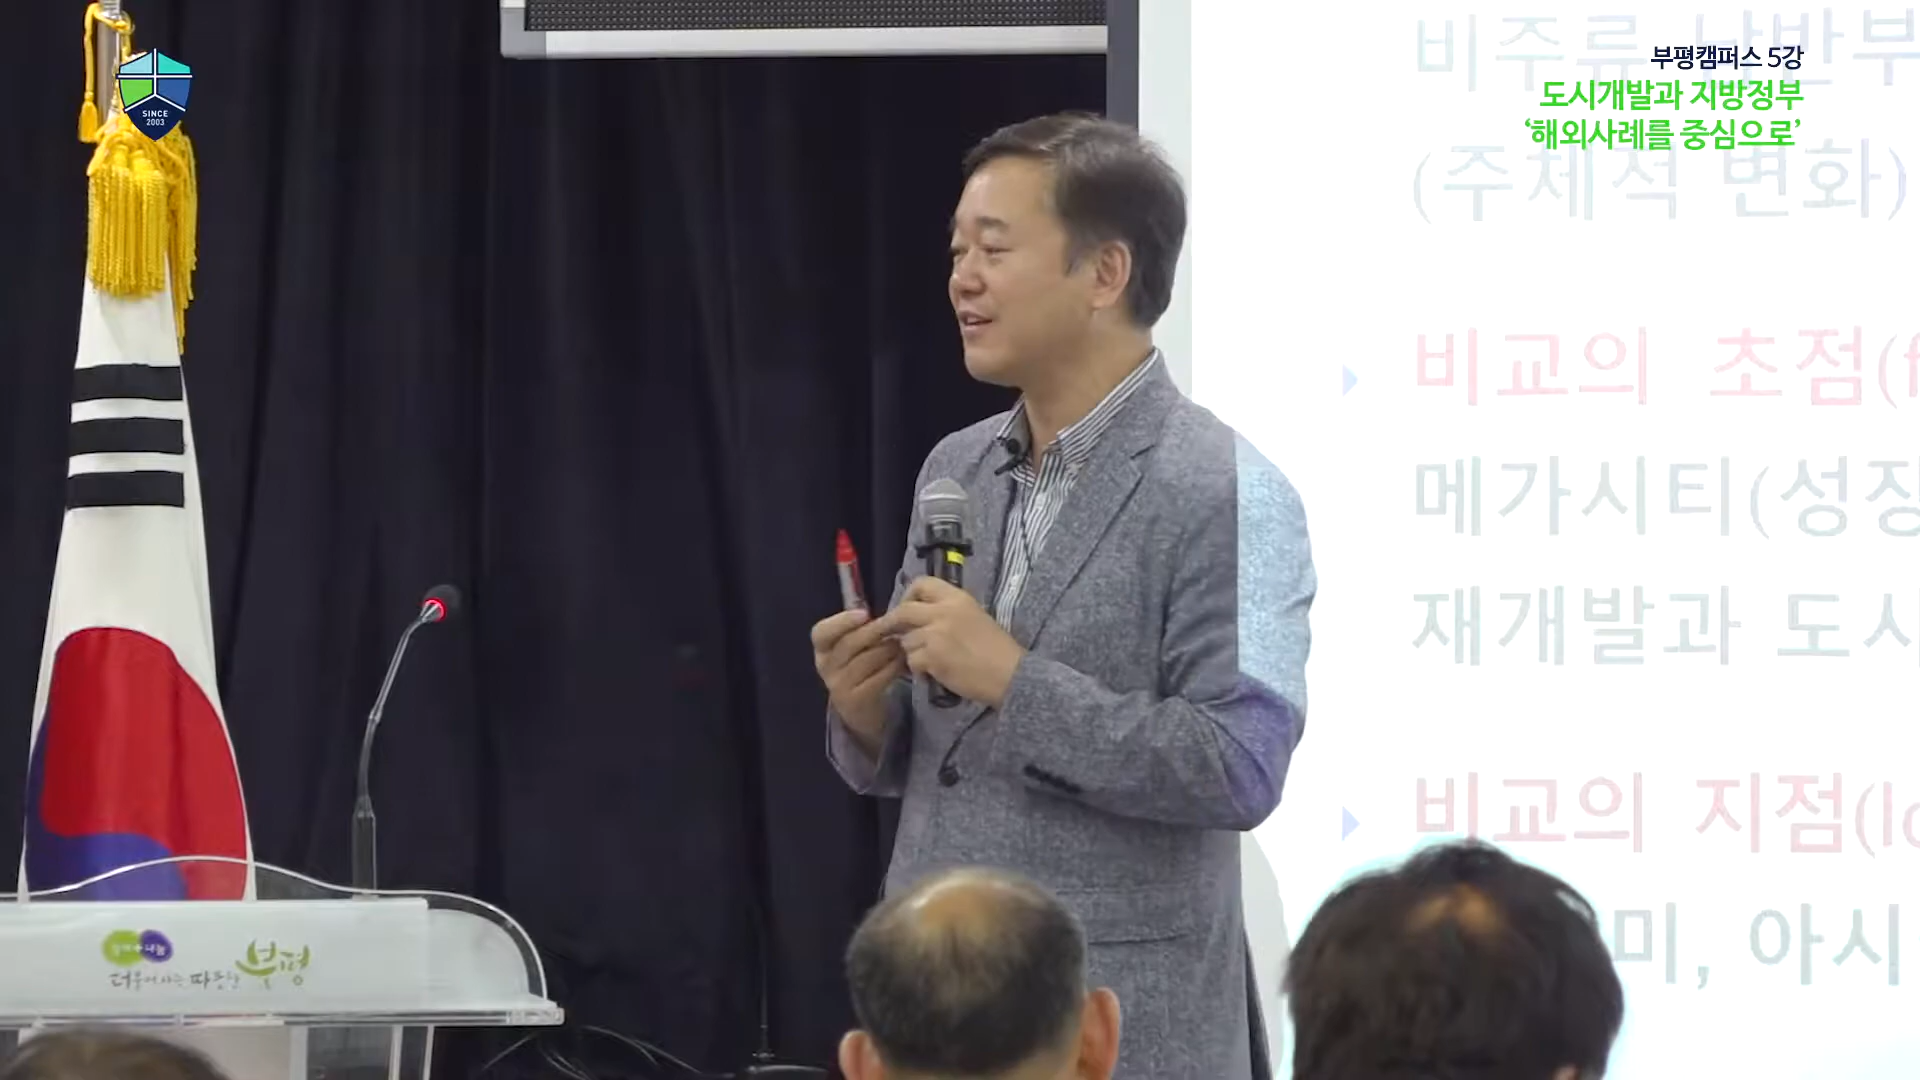 SINCE
2003
부평캠퍼스 5강
도시개발과 지방정부
‘해외사례를 중심으로’
비주류 남반부
(주체적 변화)
비교의 초점(f
메가시티(성장
재개발과 도시
비교의 지점(lo
미, 아시
더불어 사는 따뜻한 부평